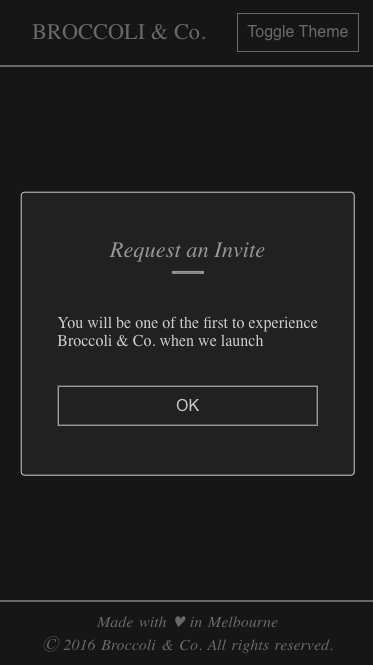 BROCCOLI & Co.
Toggle Theme
Request an Invite
You will be one of the first to experience
Broccoli & Co. when we launch
OK
Made with ♥ in Melbourne
© 2016 Broccoli & Co. All rights reserved.